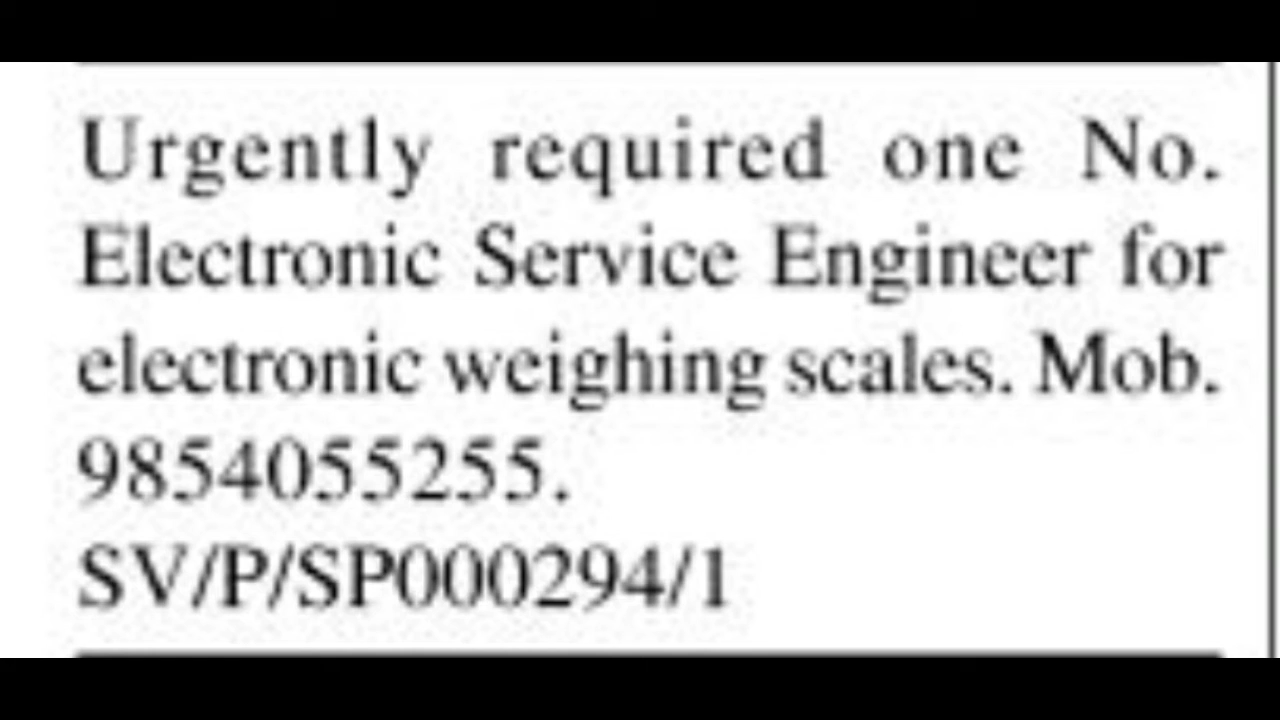 Urgently required one No.
Electronic Service Engineer for
electronic weighing scales. Mob.
9854055255.
SV/P/SP000294/1